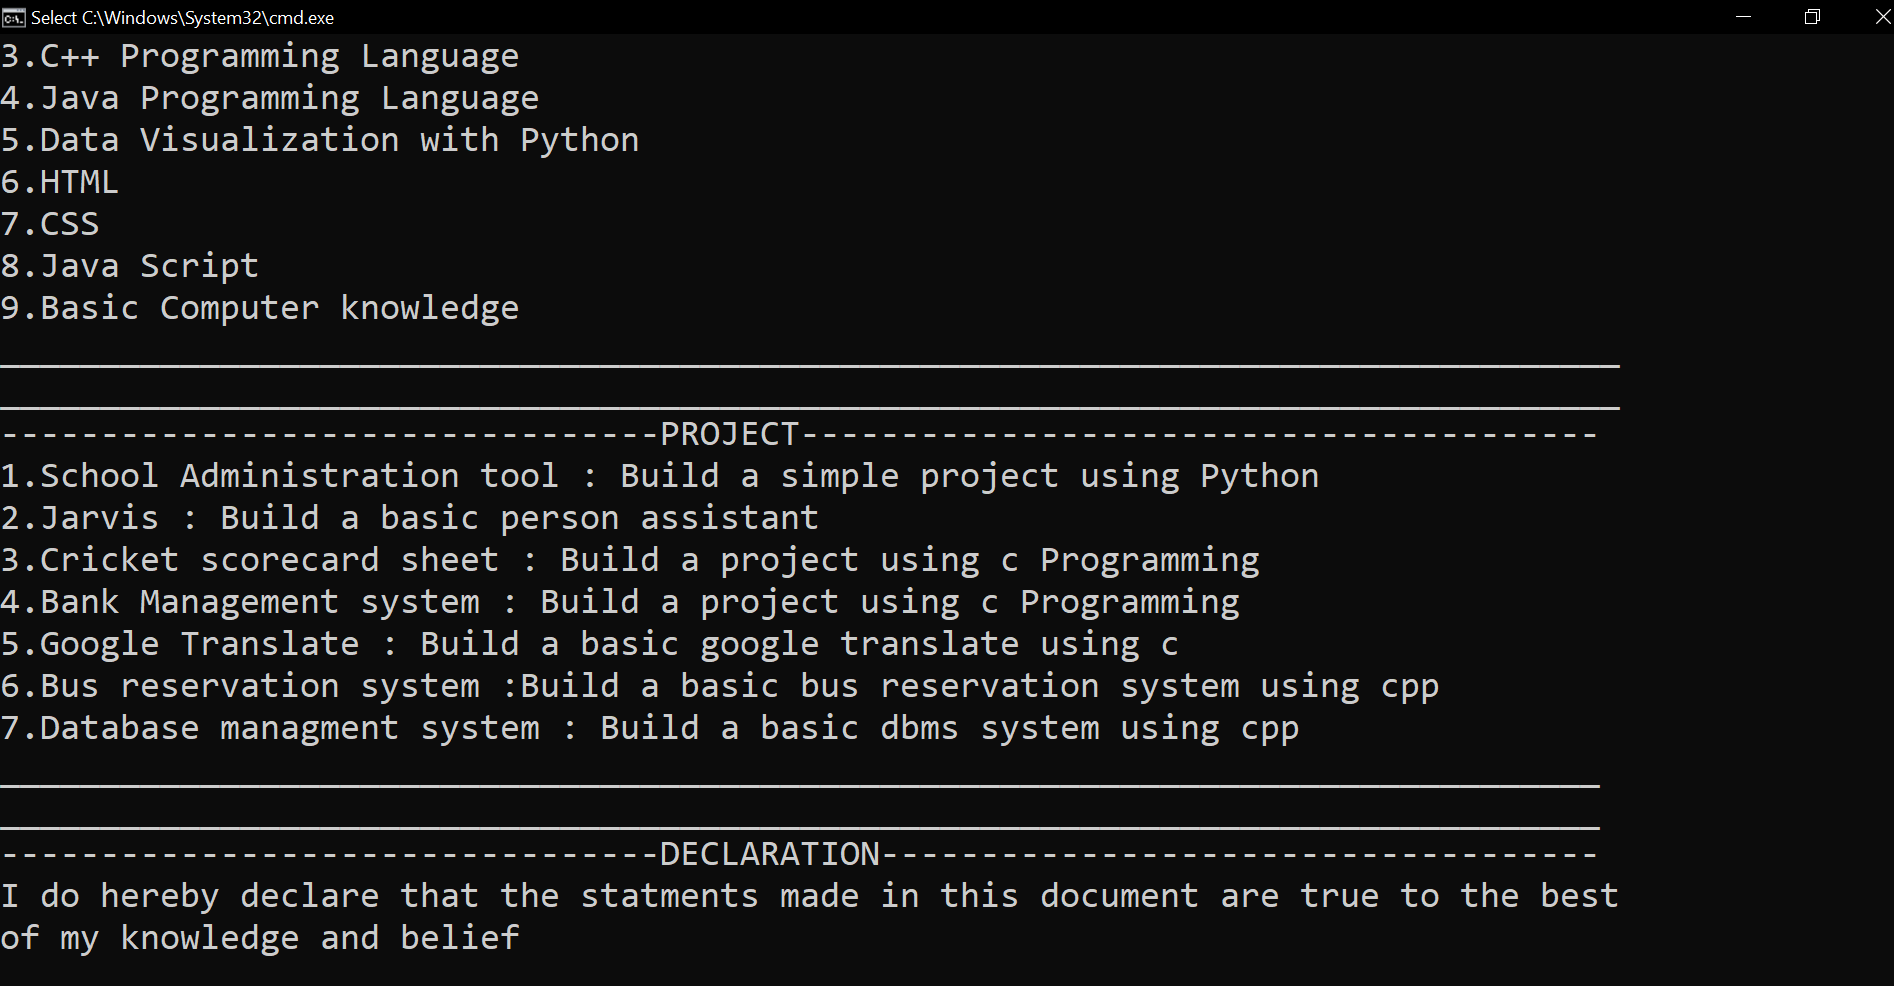 Select C:\Windows\System32\cmd.exe
3.C++ Programming Language
4.Java Programming Language
5.Data Visualization with Python
6.HTML
7.CSS
8.Java Script
9.Basic Computer knowledge
_________________________________________________________________________________
_________________________________________________________________________________
---------------------------------PROJECT----------------------------------------
1.School Administration tool : Build a simple project using Python
2.Jarvis : Build a basic person assistant
3.Cricket scorecard sheet : Build a project using c Programming
4.Bank Management system : Build a project using c Programming
5.Google Translate : Build a basic google translate using c
6.Bus reservation system :Build a basic bus reservation system using cpp
7.Database managment system : Build a basic dbms system using cpp
________________________________________________________________________________
________________________________________________________________________________
---------------------------------DECLARATION------------------------------------
I do hereby declare that the statments made in this document are true to the best
of my knowledge and belief